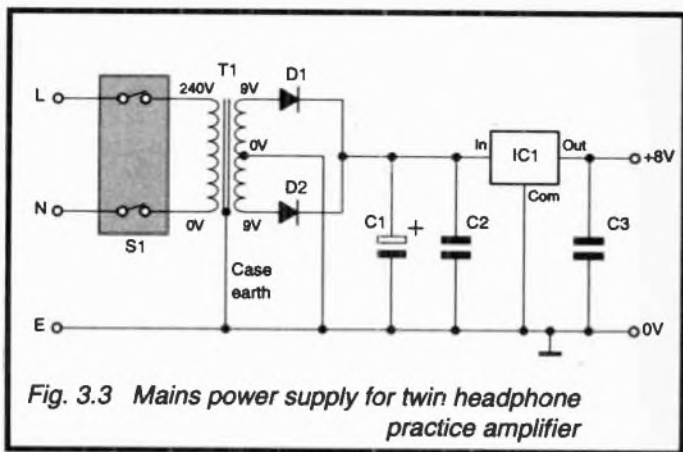 T1
D1
L
240V
9V
0V
In
IC1
Out
+8V
Com
N
D2
0V
9V
S1
C1
+
C2
C3
Case
earth
E
0V
Fig. 3.3 Mains power supply for twin headphone
practice amplifier